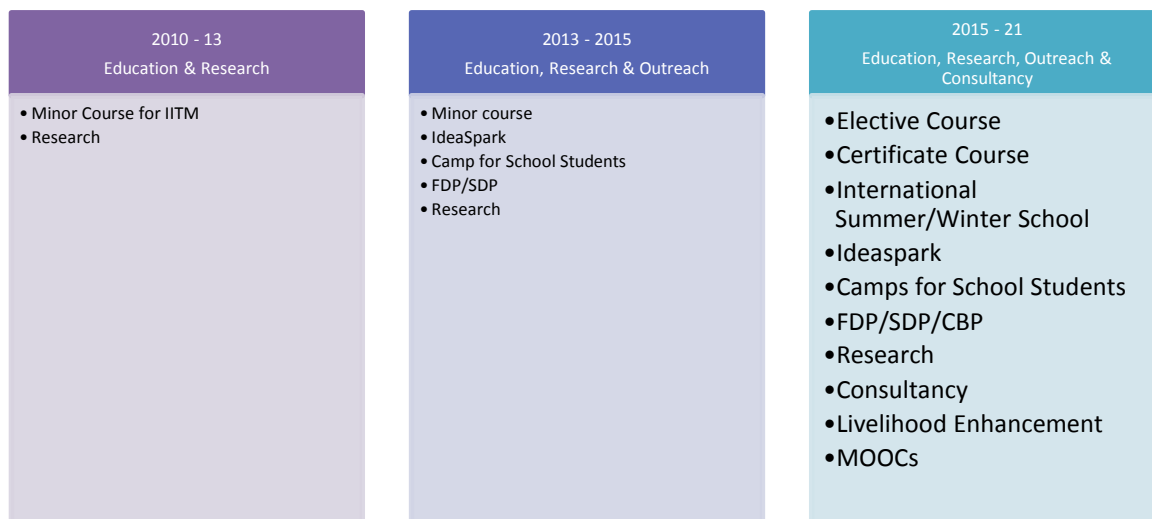 2010 - 13
Education & Research
• Minor Course for IITM
• Research
2013 - 2015
Education, Research & Outreach
• Minor course
• IdeaSpark
• Camp for School Students
• FDP/SDP
• Research
2015 - 21
Education, Research, Outreach &
Consultancy
•Elective Course
•Certificate Course
•International
Summer/Winter School
•Ideaspark
•Camps for School Students
•FDP/SDP/CBP
•Research
•Consultancy
•Livelihood Enhancement
•MOOCs